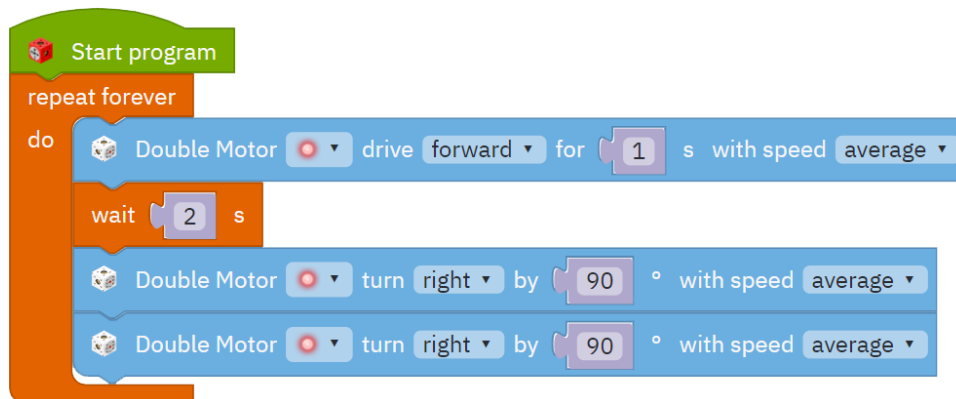 Start program
repeat forever
do Double Motor drive forward for 1 s with speed average
wait 2 s
Double Motor turn right by 90 ° with speed average
Double Motor turn right by 90 ° with speed average